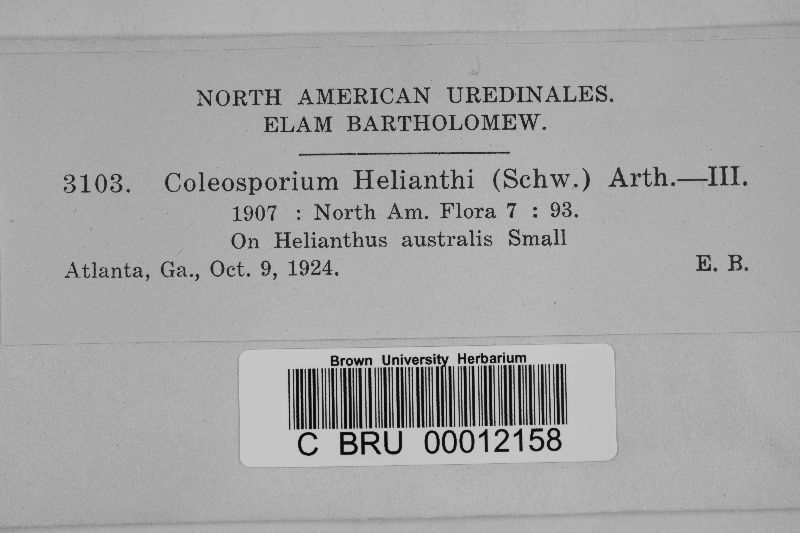 NORTH AMERICAN UREDINALES.
ELAM BARTHOLOMEW.
3103. Coleosporium Helianthi (Schw.) Arth.—III.
1907 : North Am. Flora 7 : 93.
On Helianthus australis Small
Atlanta, Ga., Oct. 9, 1924. E. B.
Brown University Herbarium
C BRU 00012158